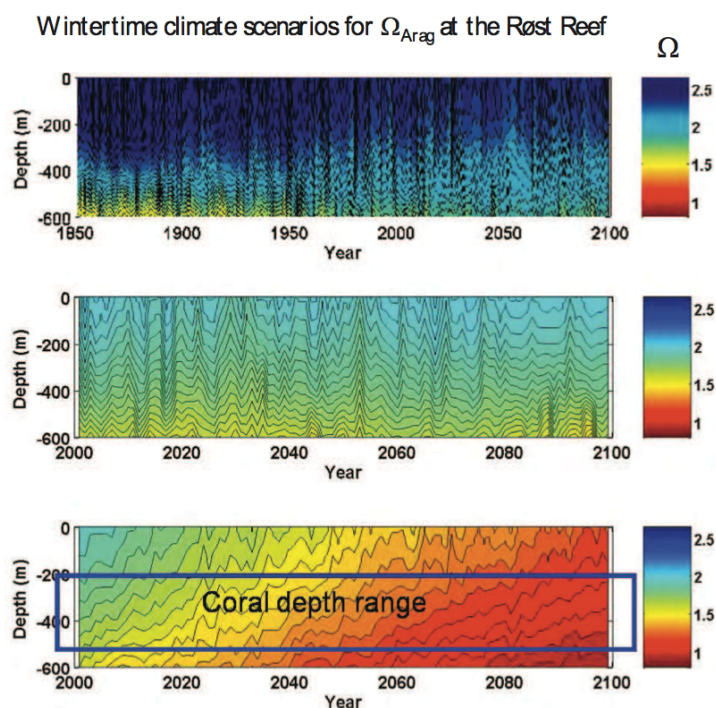 Wintertime climate scenarios for Ω_Arag at the Røst Reef
Ω
0
-200
-400
-600
Depth (m)
1850 1900 1950 2000 2050 2100
Year
2.5
2
1.5
1
0
-200
-400
-600
Depth (m)
2000 2020 2040 2060 2080 2100
Year
2.5
2
1.5
1
0
-200
-400
-600
Depth (m)
Coral depth range
2000 2020 2040 2060 2080 2100
Year
2.5
2
1.5
1